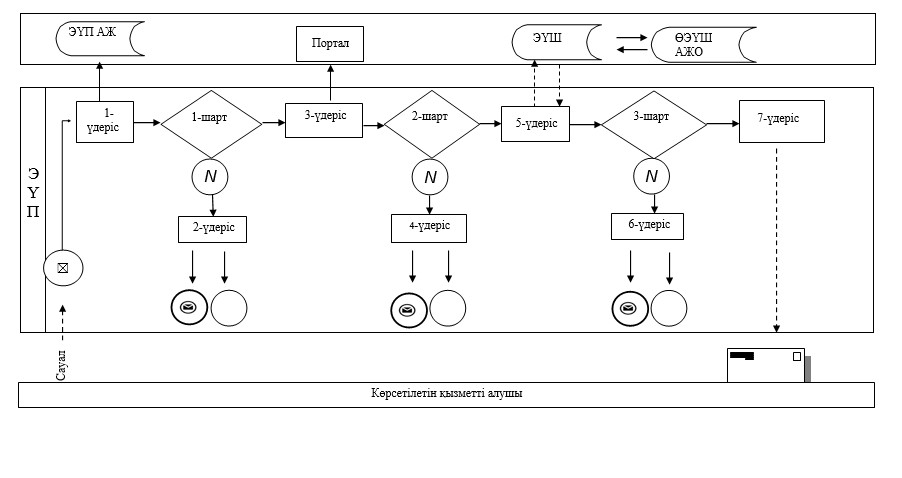 ЭҮП АЖ
Портал
ЭҮШ
ӨЭҮШ
АЖО
Э
Ү
П
1-
үдеріс
1-шарт
3-үдеріс
2-шарт
5-үдеріс
3-шарт
7-үдеріс
N
N
N
2-үдеріс
4-үдеріс
6-үдеріс
Сауал
Көрсетілетін қызметті алушы